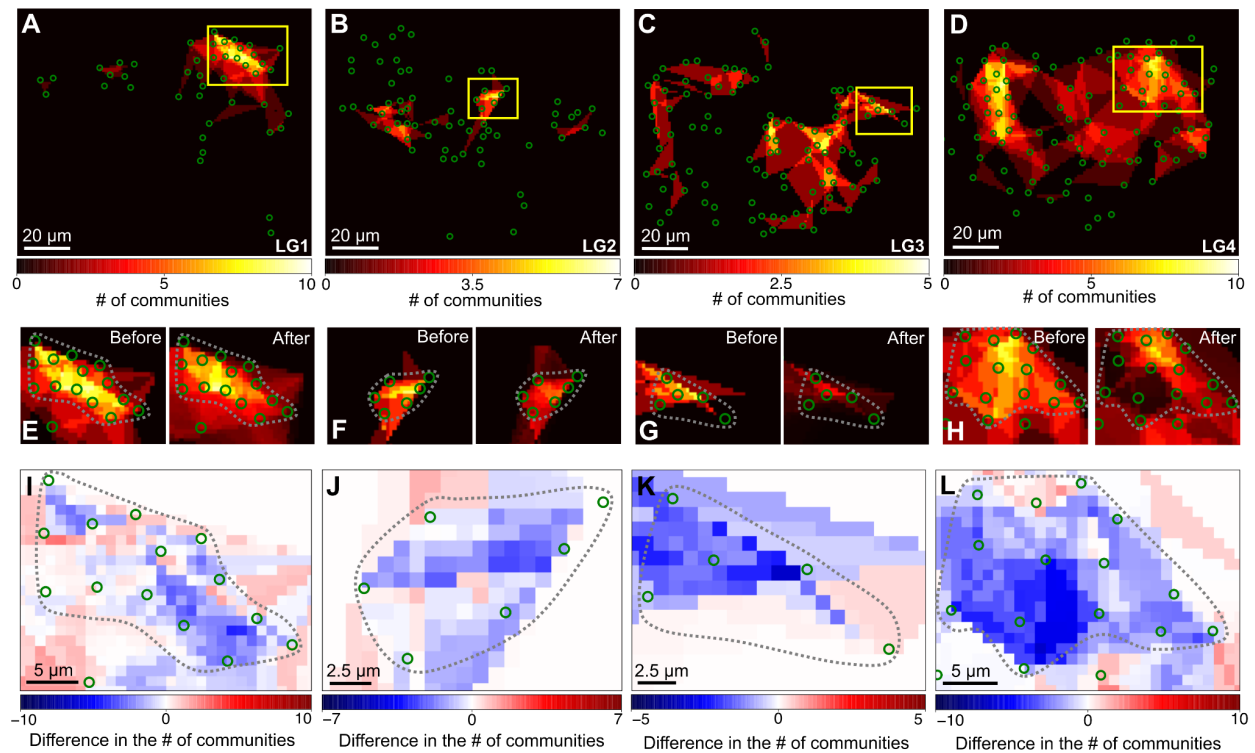 A B C D
20 µm LG1 20 µm LG2 20 µm LG3 20 µm LG4
0 5 10 0 3.5 7 0 2.5 5 0 5 10
# of communities # of communities # of communities # of communities
Before After Before After Before After Before After
E F G H
I J K L
5 µm 2.5 µm 2.5 µm 5 µm
−10 0 10 −7 0 7 −5 0 5 −10 0 10
Difference in the # of communities Difference in the # of communities Difference in the # of communities Difference in the # of communities